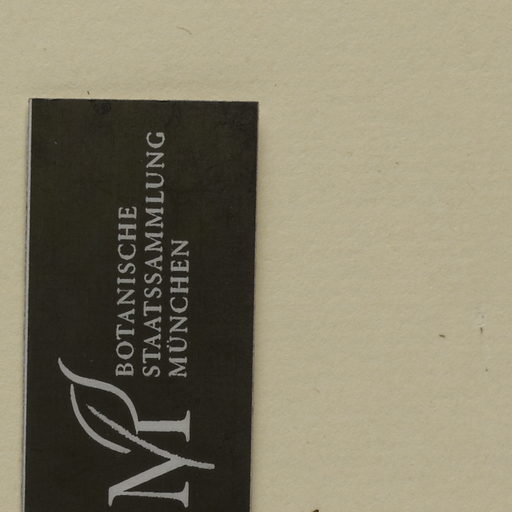 BOTANISCHE
STAATSSAMMLUNG
MÜNCHEN
M